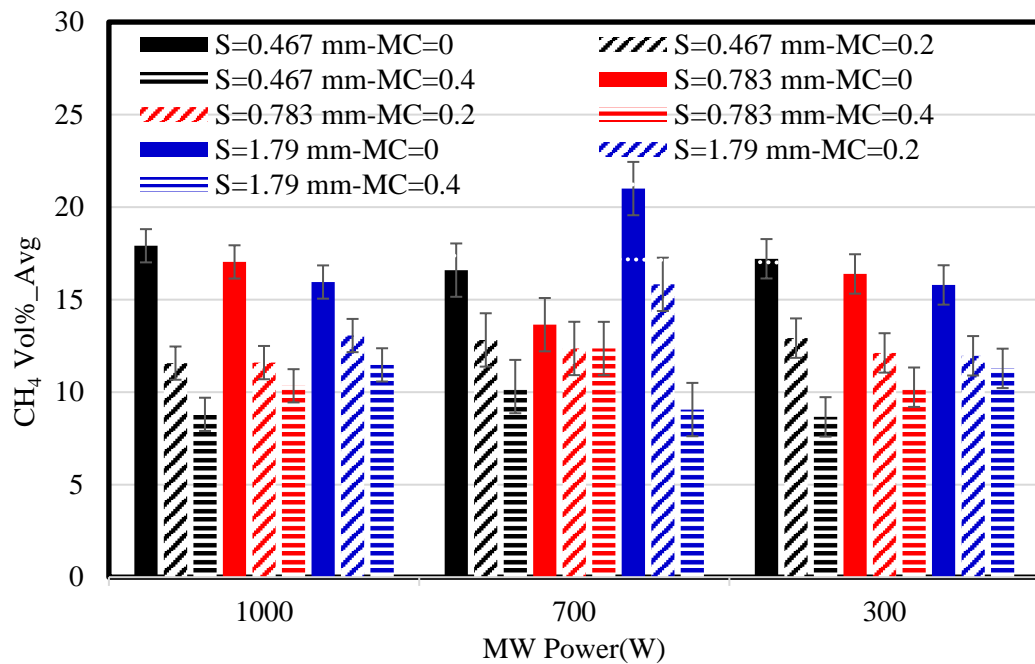 30
25
20
15
10
5
0
CH₄ Vol%_Avg
S=0.467 mm-MC=0
S=0.467 mm-MC=0.2
S=0.467 mm-MC=0.4
S=0.783 mm-MC=0
S=0.783 mm-MC=0.2
S=0.783 mm-MC=0.4
S=1.79 mm-MC=0
S=1.79 mm-MC=0.2
S=1.79 mm-MC=0.4
1000
700
300
MW Power(W)